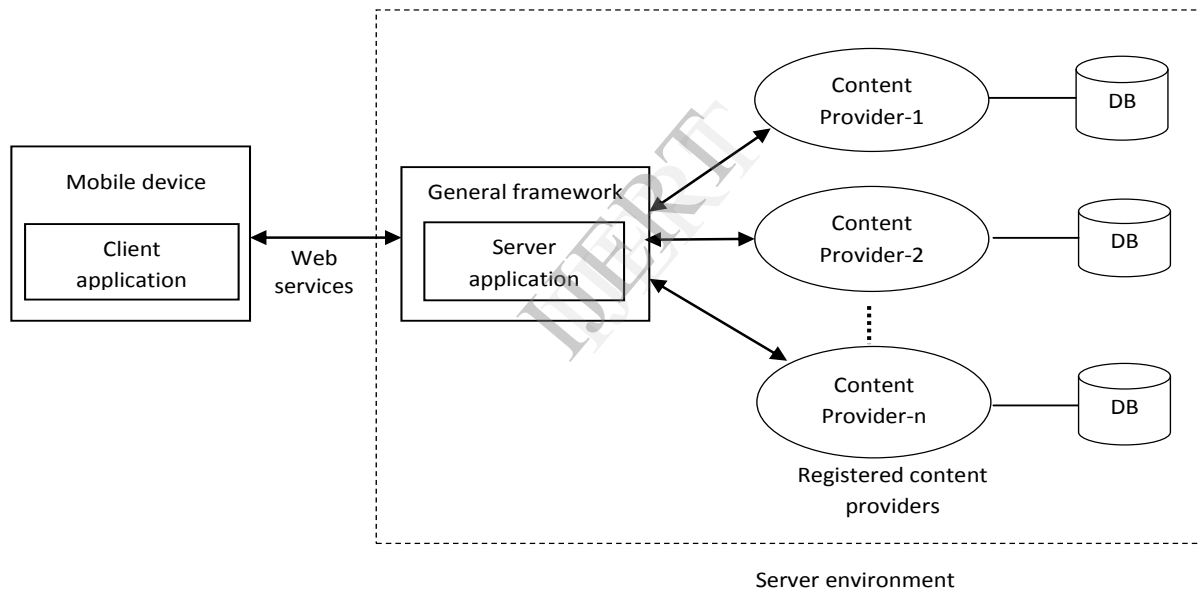 Mobile device
Client
application
Web
services
General framework
Server
application
Content
Provider-1
DB
Content
Provider-2
DB
Content
Provider-n
DB
Registered content
providers
Server environment
IJERT